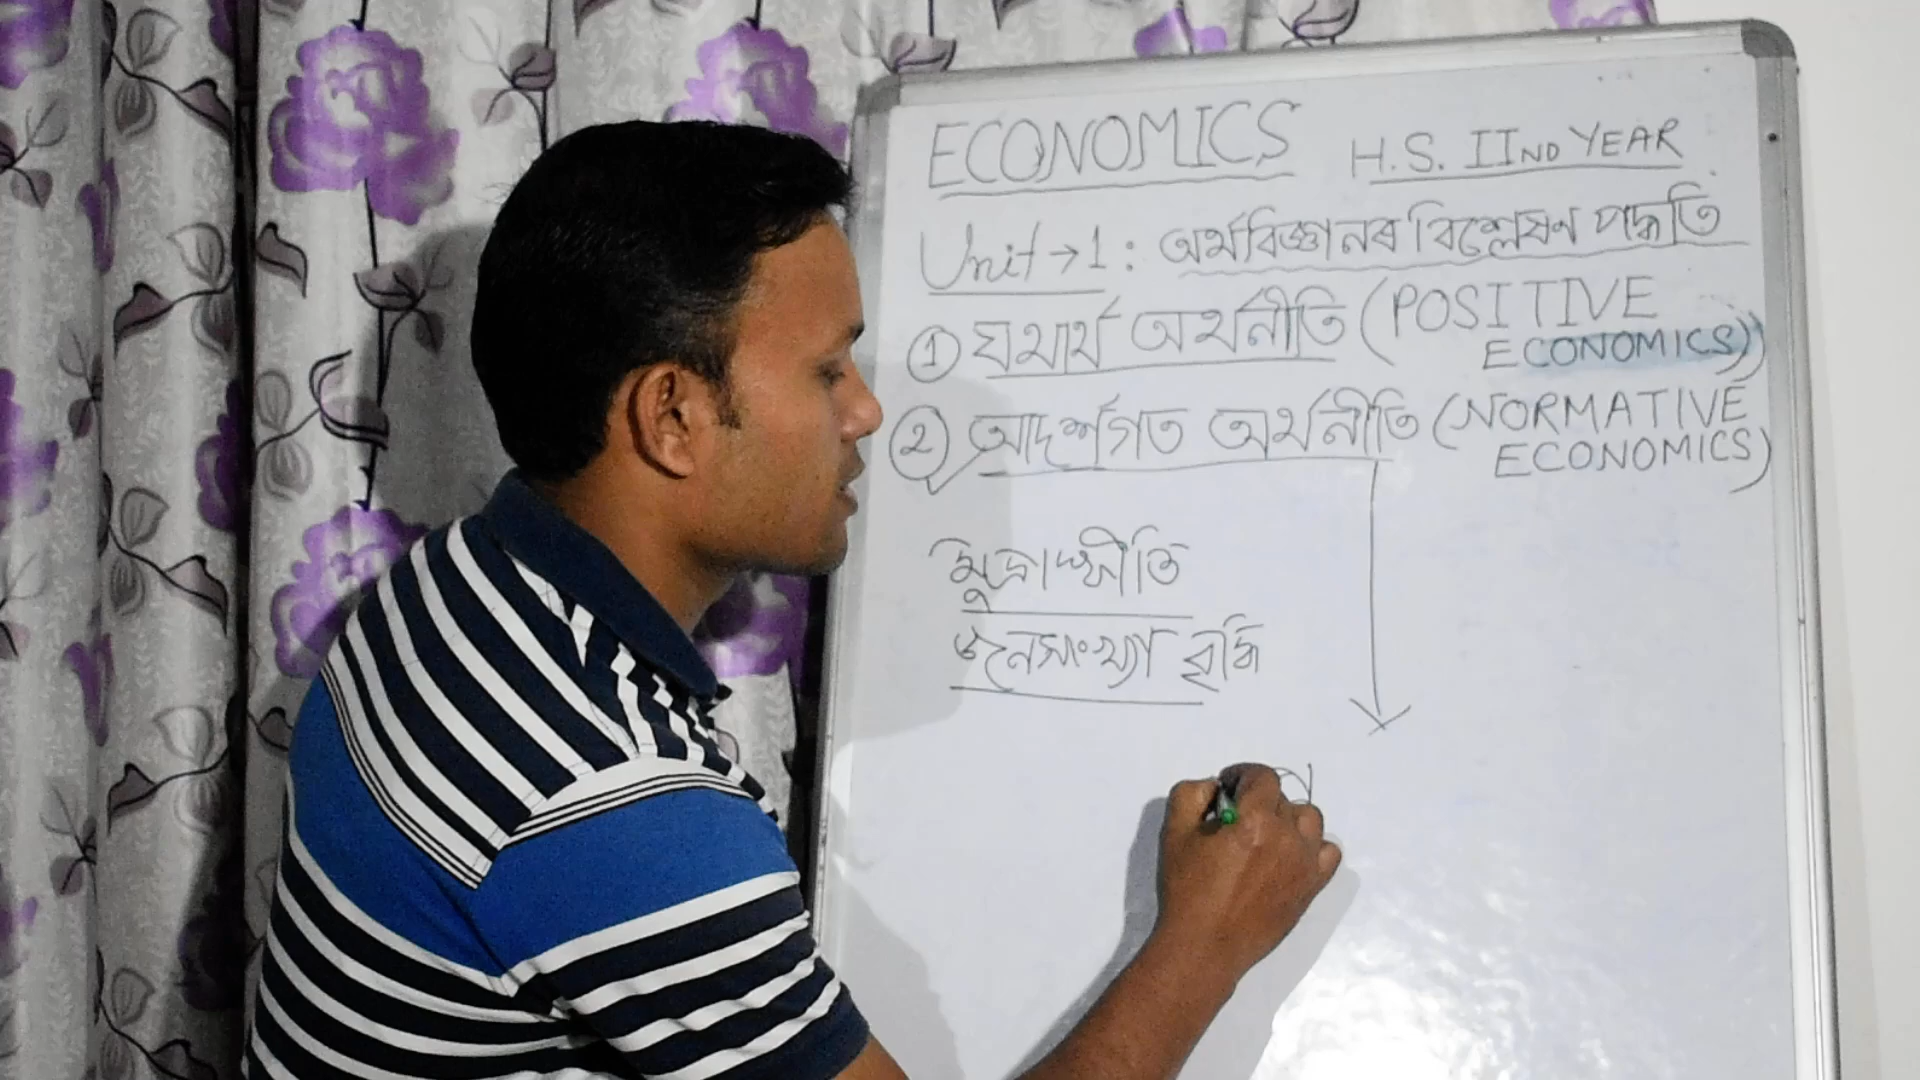 ECONOMICS H.S. IIND YEAR
Unit → 1 : অর্থবিজ্ঞানৰ বিশ্লেষণ পদ্ধতি
① যথাৰ্থ অৰ্থনীতি (POSITIVE
ECONOMICS)
② আদৰ্শগত অৰ্থনীতি (NORMATIVE
ECONOMICS)
মুদ্ৰাস্ফীতি
জনসংখ্যা বৃদ্ধি